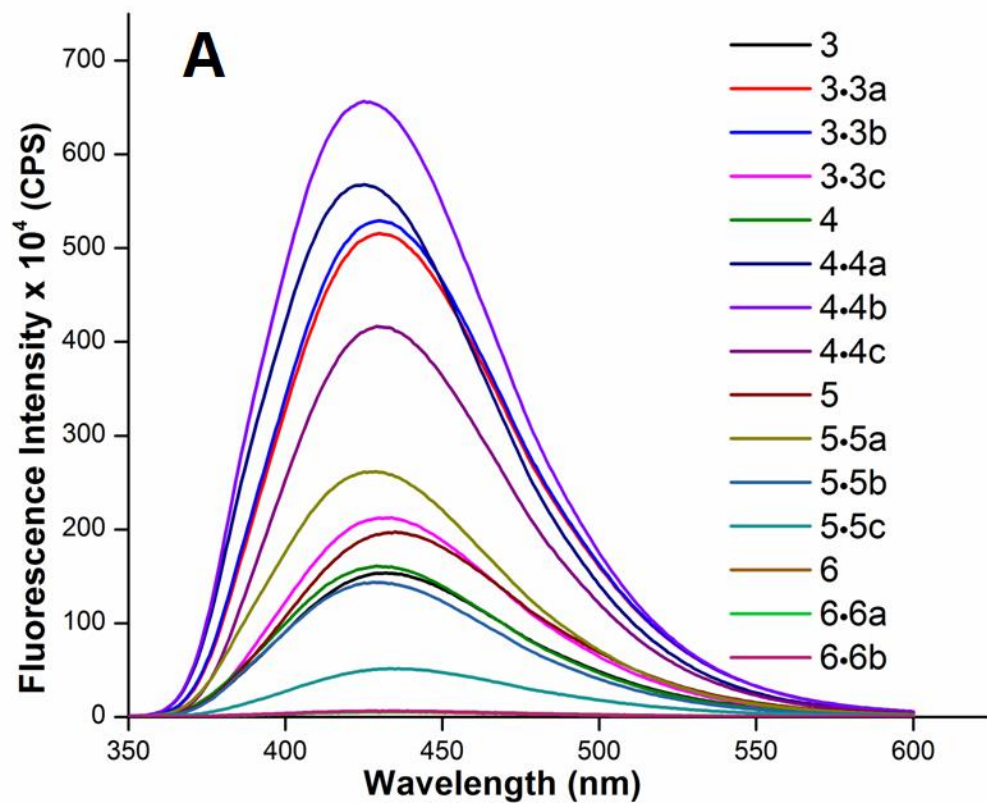 A
Fluorescence Intensity x 10⁴ (CPS)
700
600
500
400
300
200
100
0
350 400 450 500 550 600
Wavelength (nm)
3
3•3a
3•3b
3•3c
4
4•4a
4•4b
4•4c
5
5•5a
5•5b
5•5c
6
6•6a
6•6b